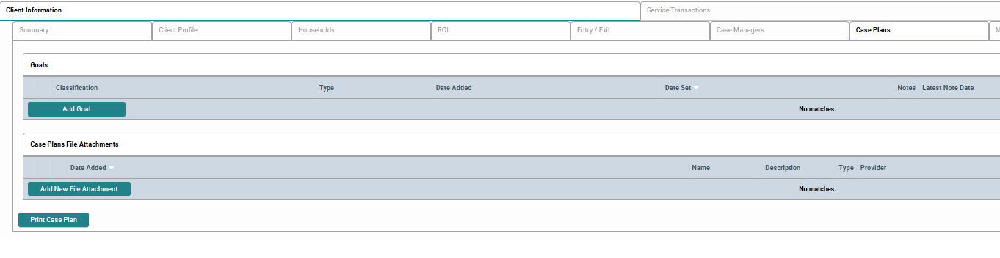 Client Information
Service Transactions
Summary
Client Profile
Households
ROI
Entry / Exit
Case Managers
Case Plans
M
Goals
Classification Type Date Added Date Set Notes Latest Note Date
Add Goal No matches.
Case Plans File Attachments
Date Added Name Description Type Provider
Add New File Attachment No matches.
Print Case Plan